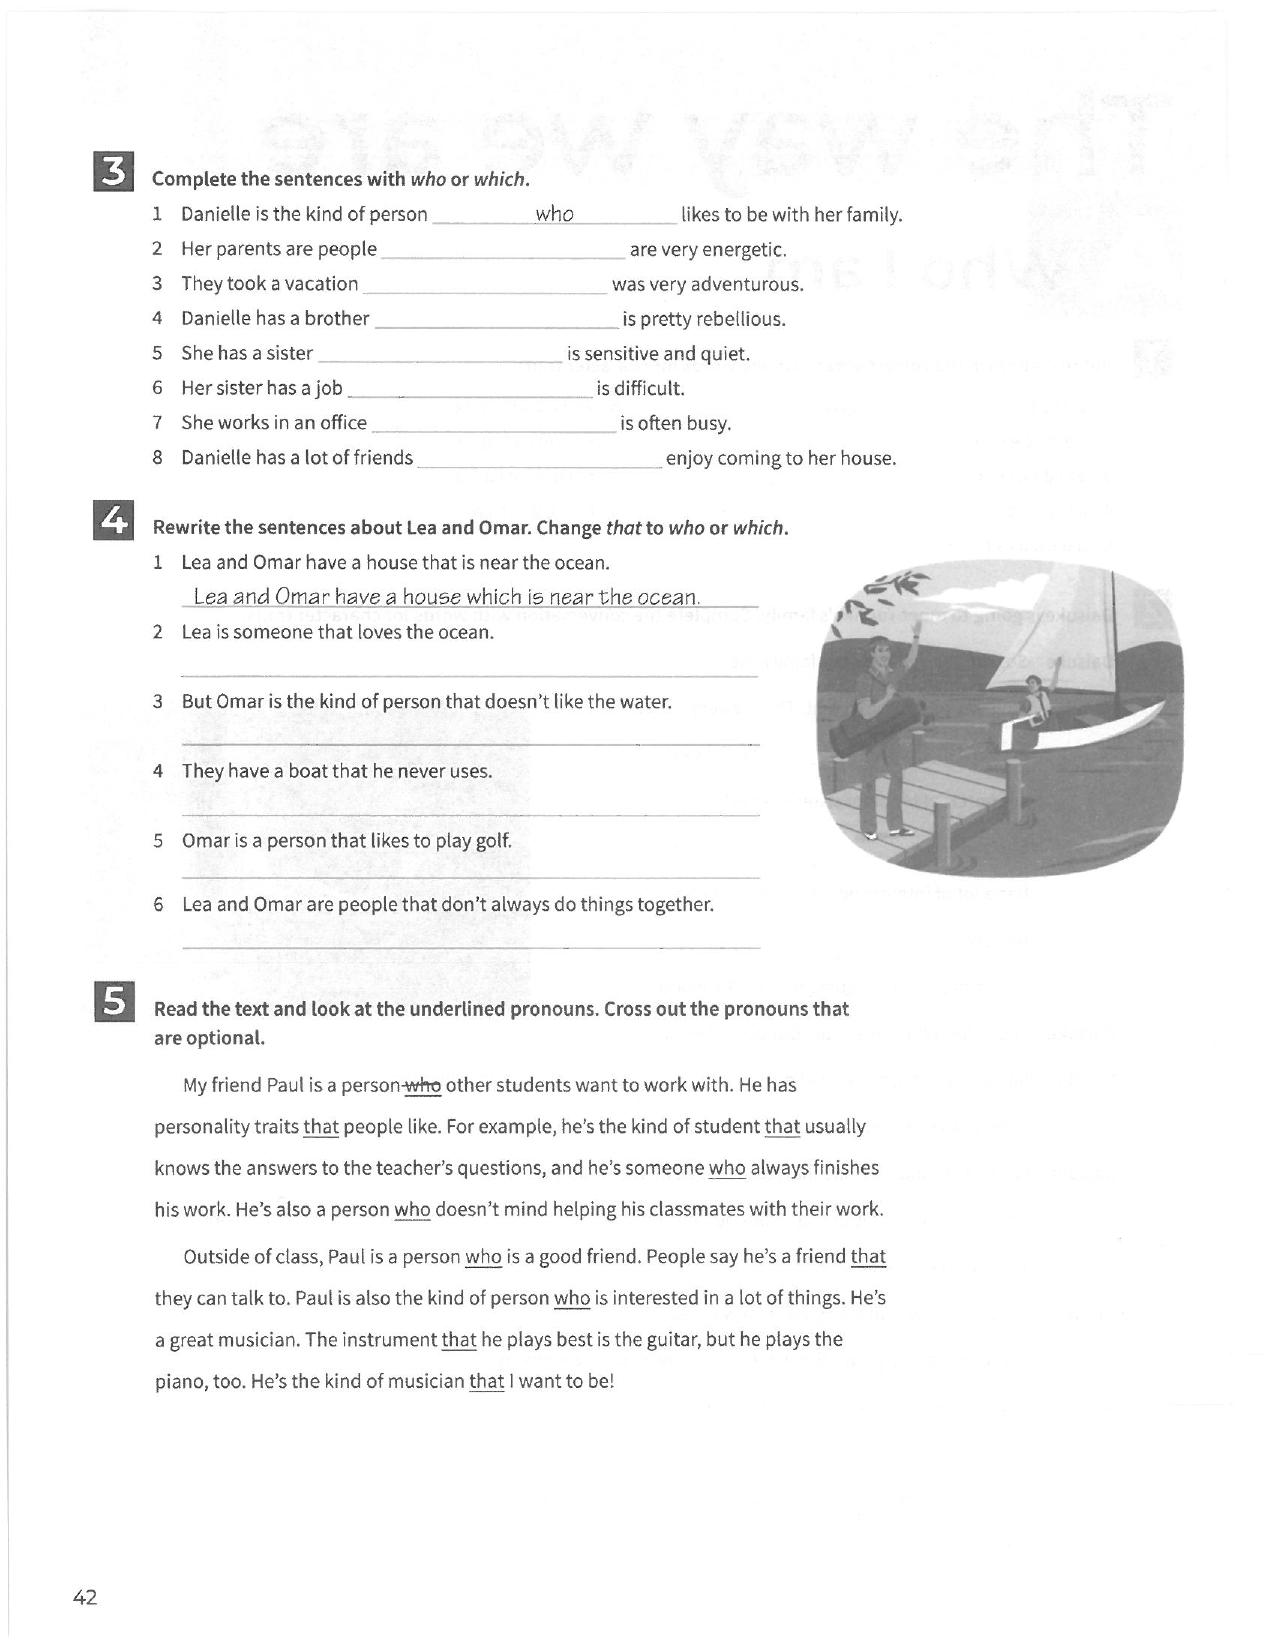 3 Complete the sentences with who or which.
1 Danielle is the kind of person who likes to be with her family.
2 Her parents are people ____________ are very energetic.
3 They took a vacation ____________ was very adventurous.
4 Danielle has a brother ____________ is pretty rebellious.
5 She has a sister ____________ is sensitive and quiet.
6 Her sister has a job ____________ is difficult.
7 She works in an office ____________ is often busy.
8 Danielle has a lot of friends ____________ enjoy coming to her house.
4 Rewrite the sentences about Lea and Omar. Change that to who or which.
1 Lea and Omar have a house that is near the ocean.
Lea and Omar have a house which is near the ocean.
2 Lea is someone that loves the ocean.
3 But Omar is the kind of person that doesn't like the water.
4 They have a boat that he never uses.
5 Omar is a person that likes to play golf.
6 Lea and Omar are people that don't always do things together.
5 Read the text and look at the underlined pronouns. Cross out the pronouns that
are optional.
My friend Paul is a person who other students want to work with. He has
personality traits that people like. For example, he's the kind of student that usually
knows the answers to the teacher's questions, and he's someone who always finishes
his work. He's also a person who doesn't mind helping his classmates with their work.
Outside of class, Paul is a person who is a good friend. People say he's a friend that
they can talk to. Paul is also the kind of person who is interested in a lot of things. He's
a great musician. The instrument that he plays best is the guitar, but he plays the
piano, too. He's the kind of musician that I want to be!
42